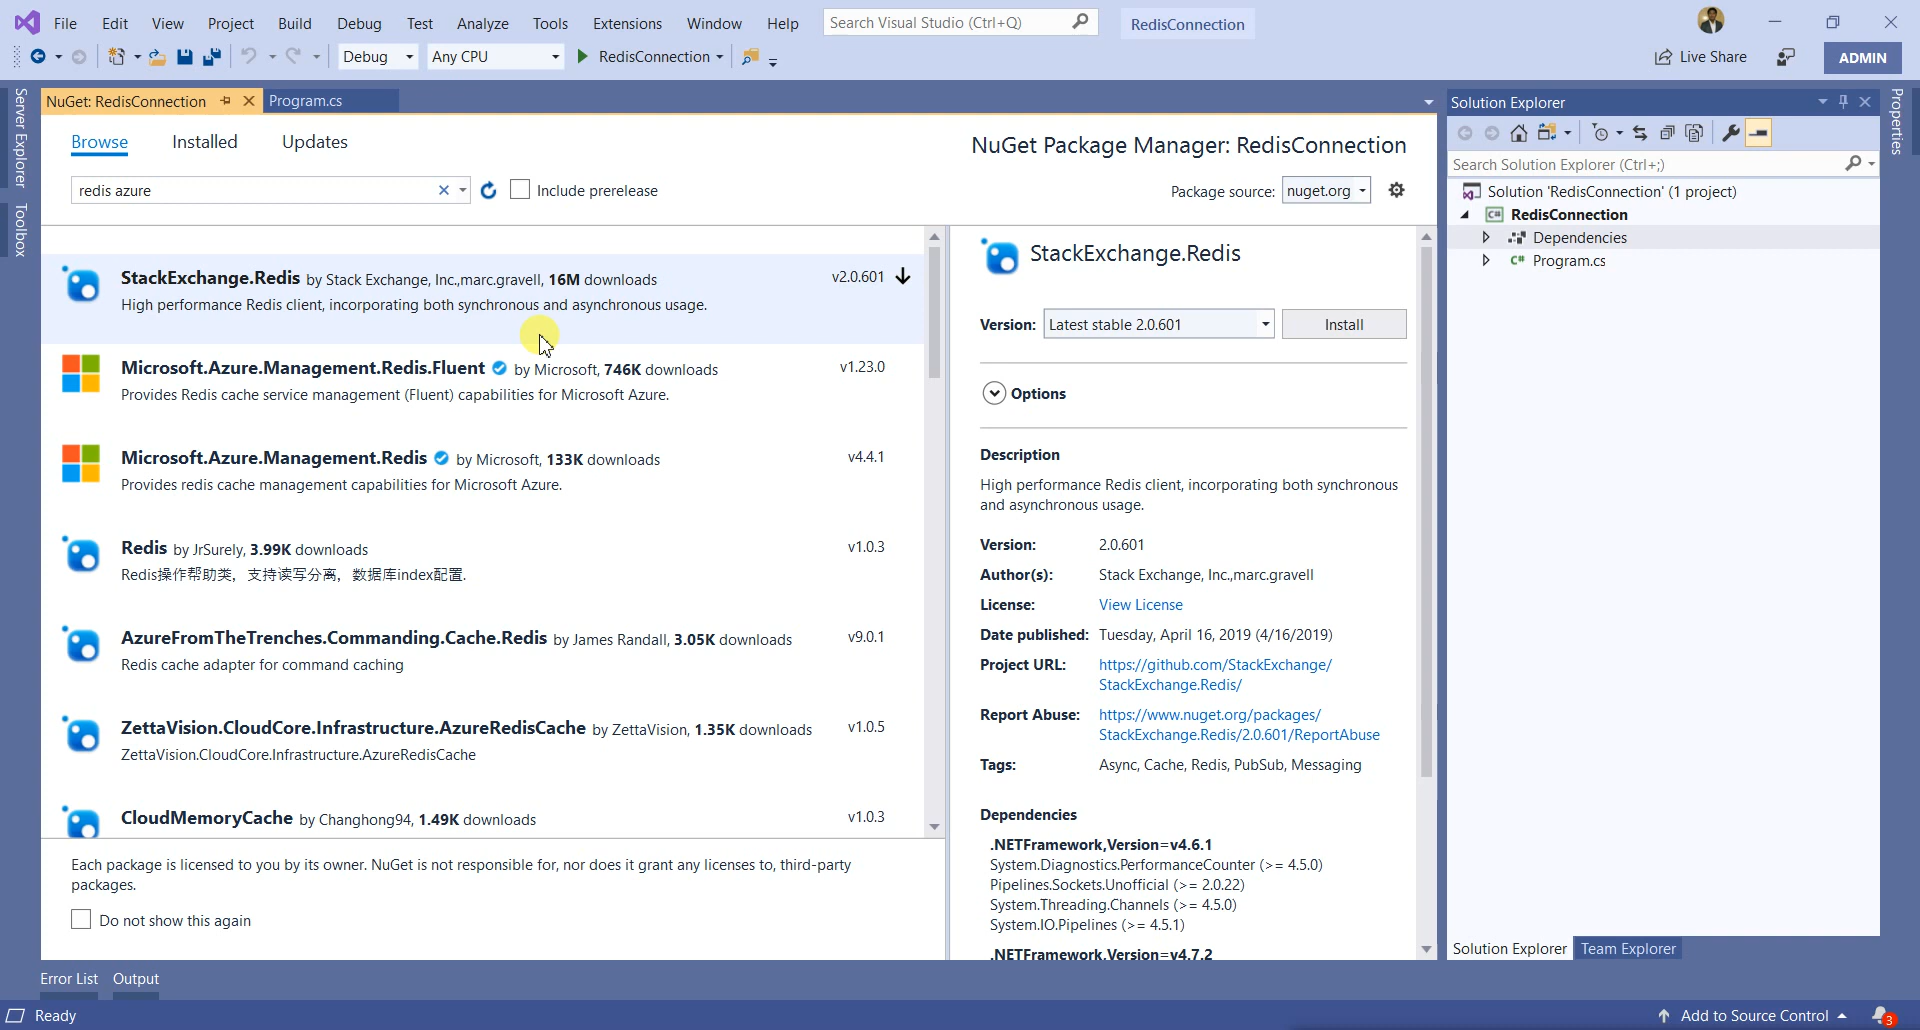 File Edit View Project Build Debug Test Analyze Tools Extensions Window Help Search Visual Studio (Ctrl+Q) RedisConnection
Debug Any CPU RedisConnection Live Share ADMIN
Server Explorer
Toolbox
NuGet: RedisConnection Program.cs
Browse Installed Updates
NuGet Package Manager: RedisConnection
redis azure Include prerelease
Package source: nuget.org
StackExchange.Redis by Stack Exchange, Inc.,marc.gravell, 16M downloads v2.0.601
High performance Redis client, incorporating both synchronous and asynchronous usage.
Microsoft.Azure.Management.Redis.Fluent by Microsoft, 746K downloads v1.23.0
Provides Redis cache service management (Fluent) capabilities for Microsoft Azure.
Microsoft.Azure.Management.Redis by Microsoft, 133K downloads v4.4.1
Provides redis cache management capabilities for Microsoft Azure.
Redis by JrSurely, 3.99K downloads v1.0.3
Redis操作帮助类，支持读写分离，数据库index配置.
AzureFromTheTrenches.Commanding.Cache.Redis by James Randall, 3.05K downloads v9.0.1
Redis cache adapter for command caching
ZettaVision.CloudCore.Infrastructure.AzureRedisCache by ZettaVision, 1.35K downloads v1.0.5
ZettaVision.CloudCore.Infrastructure.AzureRedisCache
CloudMemoryCache by Changhong94, 1.49K downloads v1.0.3
Each package is licensed to you by its owner. NuGet is not responsible for, nor does it grant any licenses to, third-party
packages.
Do not show this again
StackExchange.Redis
Version: Latest stable 2.0.601 Install
Options
Description
High performance Redis client, incorporating both synchronous
and asynchronous usage.
Version: 2.0.601
Author(s): Stack Exchange, Inc.,marc.gravell
License: View License
Date published: Tuesday, April 16, 2019 (4/16/2019)
Project URL: https://github.com/StackExchange/
StackExchange.Redis/
Report Abuse: https://www.nuget.org/packages/
StackExchange.Redis/2.0.601/ReportAbuse
Tags: Async, Cache, Redis, PubSub, Messaging
Dependencies
.NETFramework,Version=v4.6.1
System.Diagnostics.PerformanceCounter (>= 4.5.0)
Pipelines.Sockets.Unofficial (>= 2.0.22)
System.Threading.Channels (>= 4.5.0)
System.IO.Pipelines (>= 4.5.1)
.NETFramework,Version=v4.7.2
Solution Explorer
Search Solution Explorer (Ctrl+;)
Solution 'RedisConnection' (1 project)
C# RedisConnection
Dependencies
C# Program.cs
Solution Explorer Team Explorer
Properties
Error List Output
Ready Add to Source Control 3